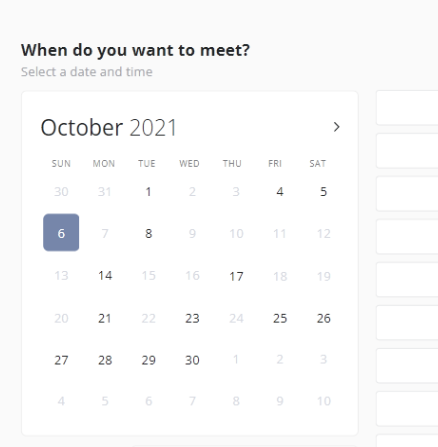 When do you want to meet?
Select a date and time
October 2021
SUN MON TUE WED THU FRI SAT
30 31 1 2 3 4 5
6 7 8 9 10 11 12
13 14 15 16 17 18 19
20 21 22 23 24 25 26
27 28 29 30 1 2 3
4 5 6 7 8 9 10